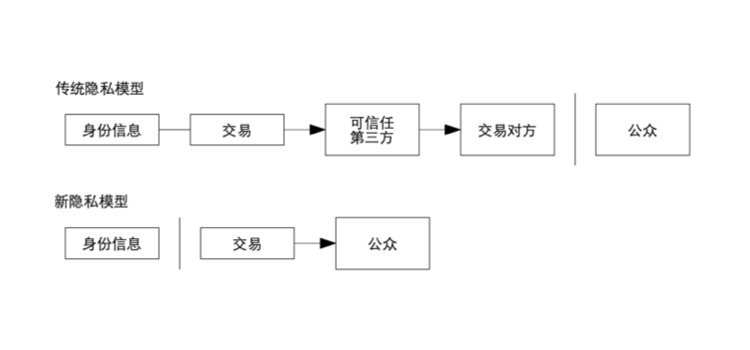 传统隐私模型
身份信息
交易
可信任
第三方
交易对方
公众
新隐私模型
身份信息
交易
公众